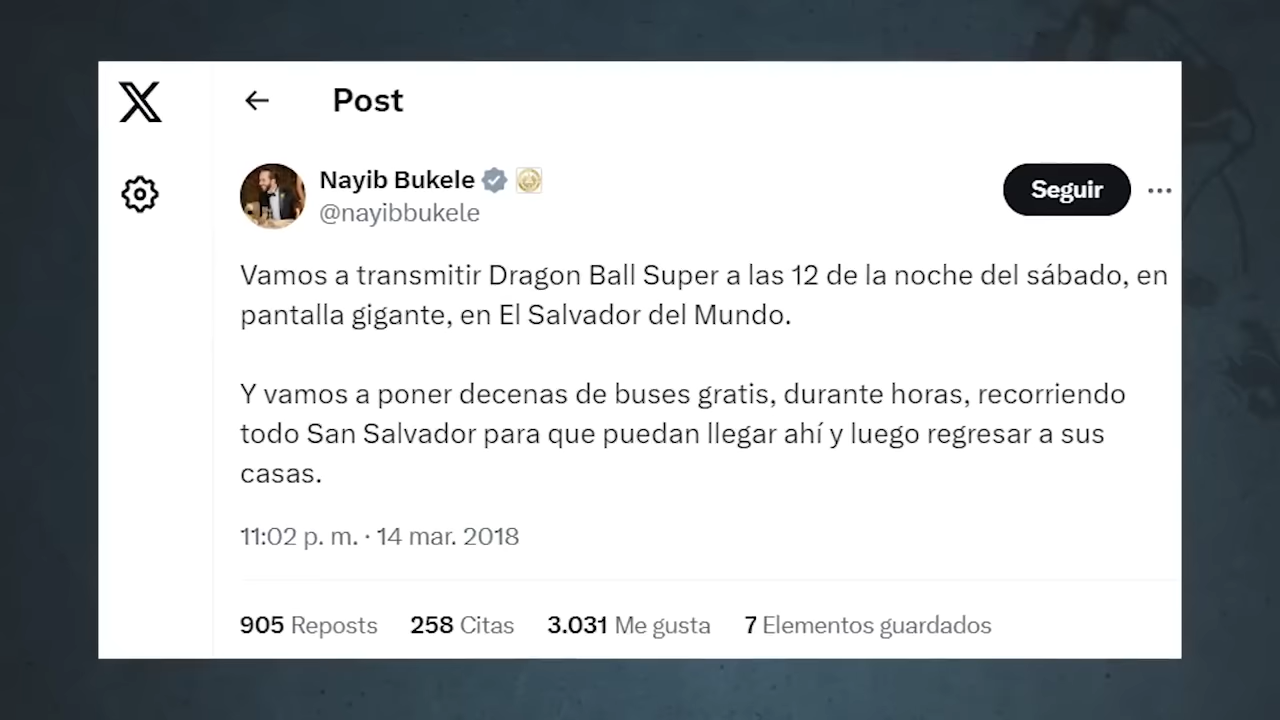 Post
Nayib Bukele
@nayibbukele
Seguir
Vamos a transmitir Dragon Ball Super a las 12 de la noche del sábado, en
pantalla gigante, en El Salvador del Mundo.
Y vamos a poner decenas de buses gratis, durante horas, recorriendo
todo San Salvador para que puedan llegar ahí y luego regresar a sus
casas.
11:02 p. m. · 14 mar. 2018
905 Reposts 258 Citas 3.031 Me gusta 7 Elementos guardados